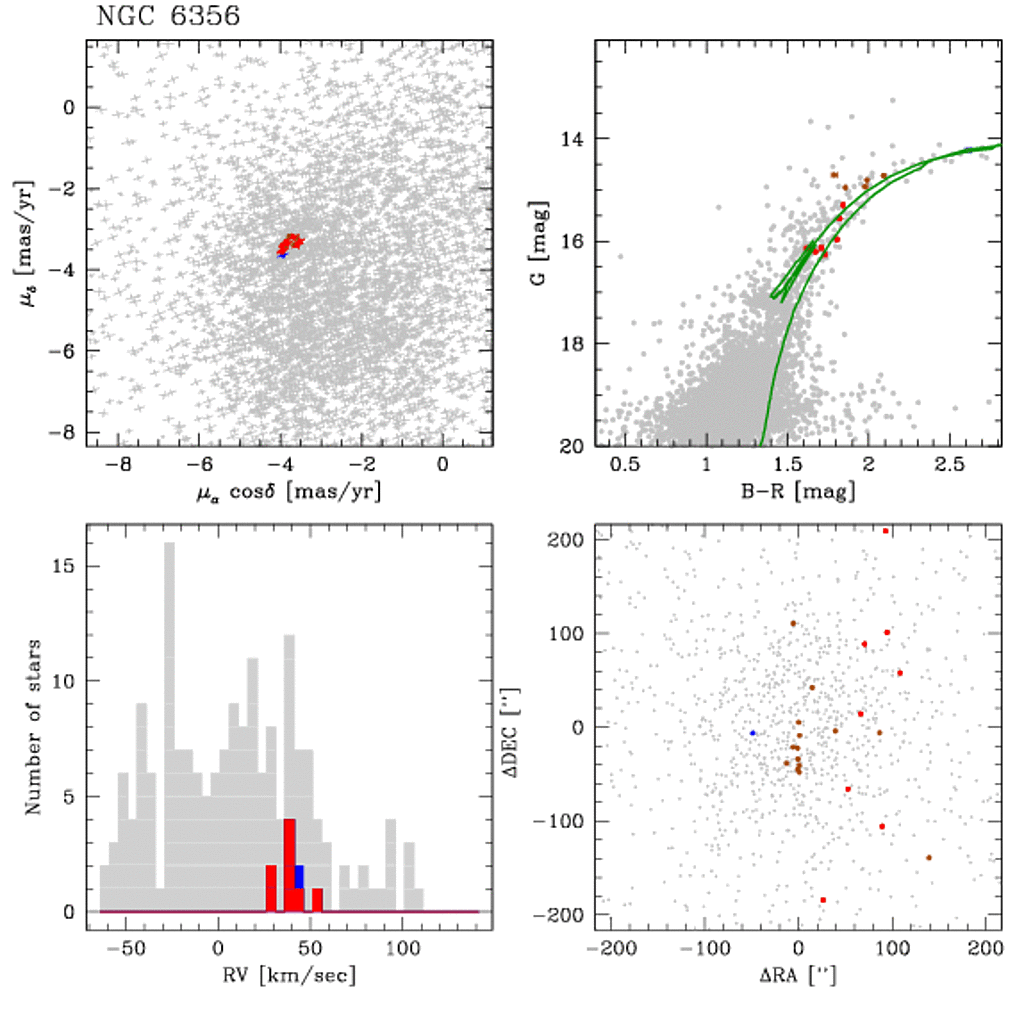 NGC 6356
0
−2
−4
−6
−8
μδ [mas/yr]
−8 −6 −4 −2 0
μα cosδ [mas/yr]
14
16
18
20
G [mag]
0.5 1 1.5 2 2.5
B−R [mag]
15
10
5
0
Number of stars
−50 0 50 100
RV [km/sec]
200
100
0
−100
−200
ΔDEC [″]
−200 −100 0 100 200
ΔRA [″]